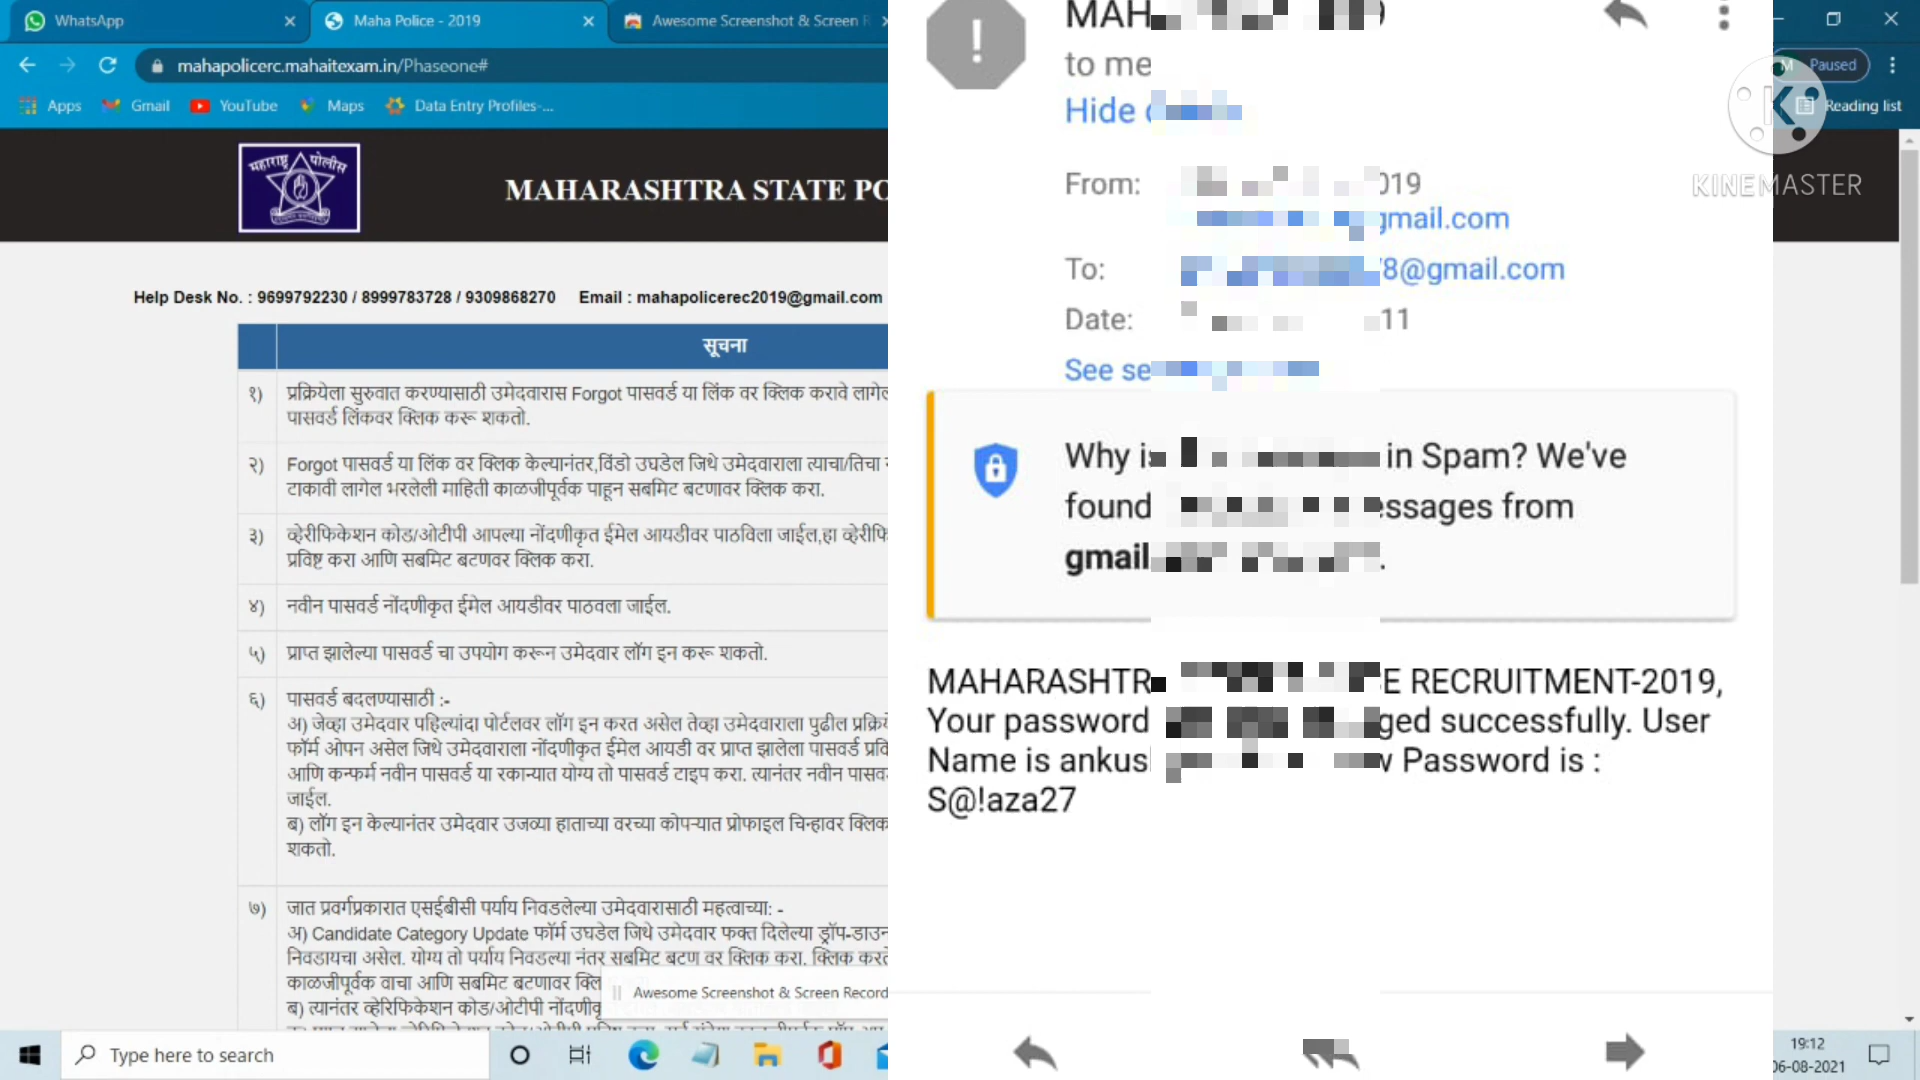 WhatsApp
Maha Police - 2019
Awesome Screenshot & Screen R
mahapolicerc.mahaitexam.in/Phaseone#
Paused
Apps
Gmail
YouTube
Maps
Data Entry Profiles-...
Reading list
महाराष्ट्र पोलीस
MAHARASHTRA STATE PO
Help Desk No. : 9699792230 / 8999783728 / 9309868270 Email : mahapolicerec2019@gmail.com
सूचना
१) प्रक्रियेला सुरुवात करण्यासाठी उमेदवारास Forgot पासवर्ड या लिंक वर क्लिक करावे लागेल
पासवर्ड लिंकवर क्लिक करू शकतो.
२) Forgot पासवर्ड या लिंक वर क्लिक केल्यानंतर,विंडो उघडेल जिथे उमेदवाराला त्याचा/तिचा
टाकावी लागेल भरलेली माहिती काळजीपूर्वक पाहून सबमिट बटणावर क्लिक करा.
३) व्हेरीफिकेशन कोड/ओटीपी आपल्या नोंदणीकृत ईमेल आयडीवर पाठविला जाईल,हा व्हेरीफि
प्रविष्ट करा आणि सबमिट बटणवर क्लिक करा.
४) नवीन पासवर्ड नोंदणीकृत ईमेल आयडीवर पाठवला जाईल.
५) प्राप्त झालेल्या पासवर्ड चा उपयोग करून उमेदवार लॉग इन करू शकतो.
६) पासवर्ड बदलण्यासाठी :-
अ) जेव्हा उमेदवार पहिल्यांदा पोर्टलवर लॉग इन करत असेल तेव्हा उमेदवाराला पुढील प्रक्रिये
फॉर्म ओपन असेल जिथे उमेदवाराला नोंदणीकृत ईमेल आयडी वर प्राप्त झालेला पासवर्ड प्रवि
आणि कन्फर्म नवीन पासवर्ड या रकान्यात योग्य तो पासवर्ड टाइप करा. त्यानंतर नवीन पासव
जाईल.
ब) लॉग इन केल्यानंतर उमेदवार उजव्या हाताच्या वरच्या कोपऱ्यात प्रोफाइल चिन्हावर क्लिक
शकतो.
७) जात प्रवर्गप्रकारात एसईबीसी पर्याय निवडलेल्या उमेदवारासाठी महत्वाच्या: -
अ) Candidate Category Update फॉर्म उघडेल जिथे उमेदवार फक्त दिलेल्या ड्रॉप-डाउन
निवडायचा असेल. योग्य तो पर्याय निवडल्या नंतर सबमिट बटण वर क्लिक करा. क्लिक करते
काळजीपूर्वक वाचा आणि सबमिट बटणावर क्लि
ब) त्यानंतर व्हेरिफिकेशन कोड/ओटीपी नोंदणीकृ
Awesome Screenshot & Screen Record
MAH
to me
Hide
From: 019
gmail.com
To: 78@gmail.com
Date: 11
See se
Why is in Spam? We've
found essages from
gmail .
MAHARASHTR E RECRUITMENT-2019,
Your password ged successfully. User
Name is ankus w Password is :
S@!aza27
K
KINEMASTER
Type here to search
19:12
06-08-2021